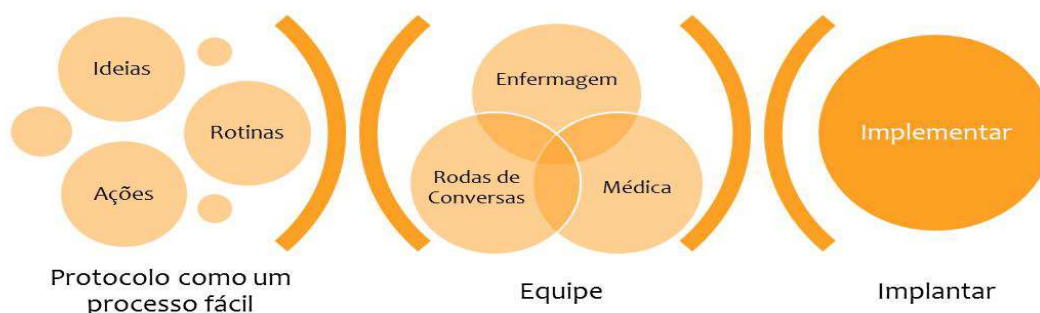 Ideias
Rotinas
Ações
Protocolo como um
processo fácil
Enfermagem
Rodas de
Conversas
Médica
Equipe
Implementar
Implantar